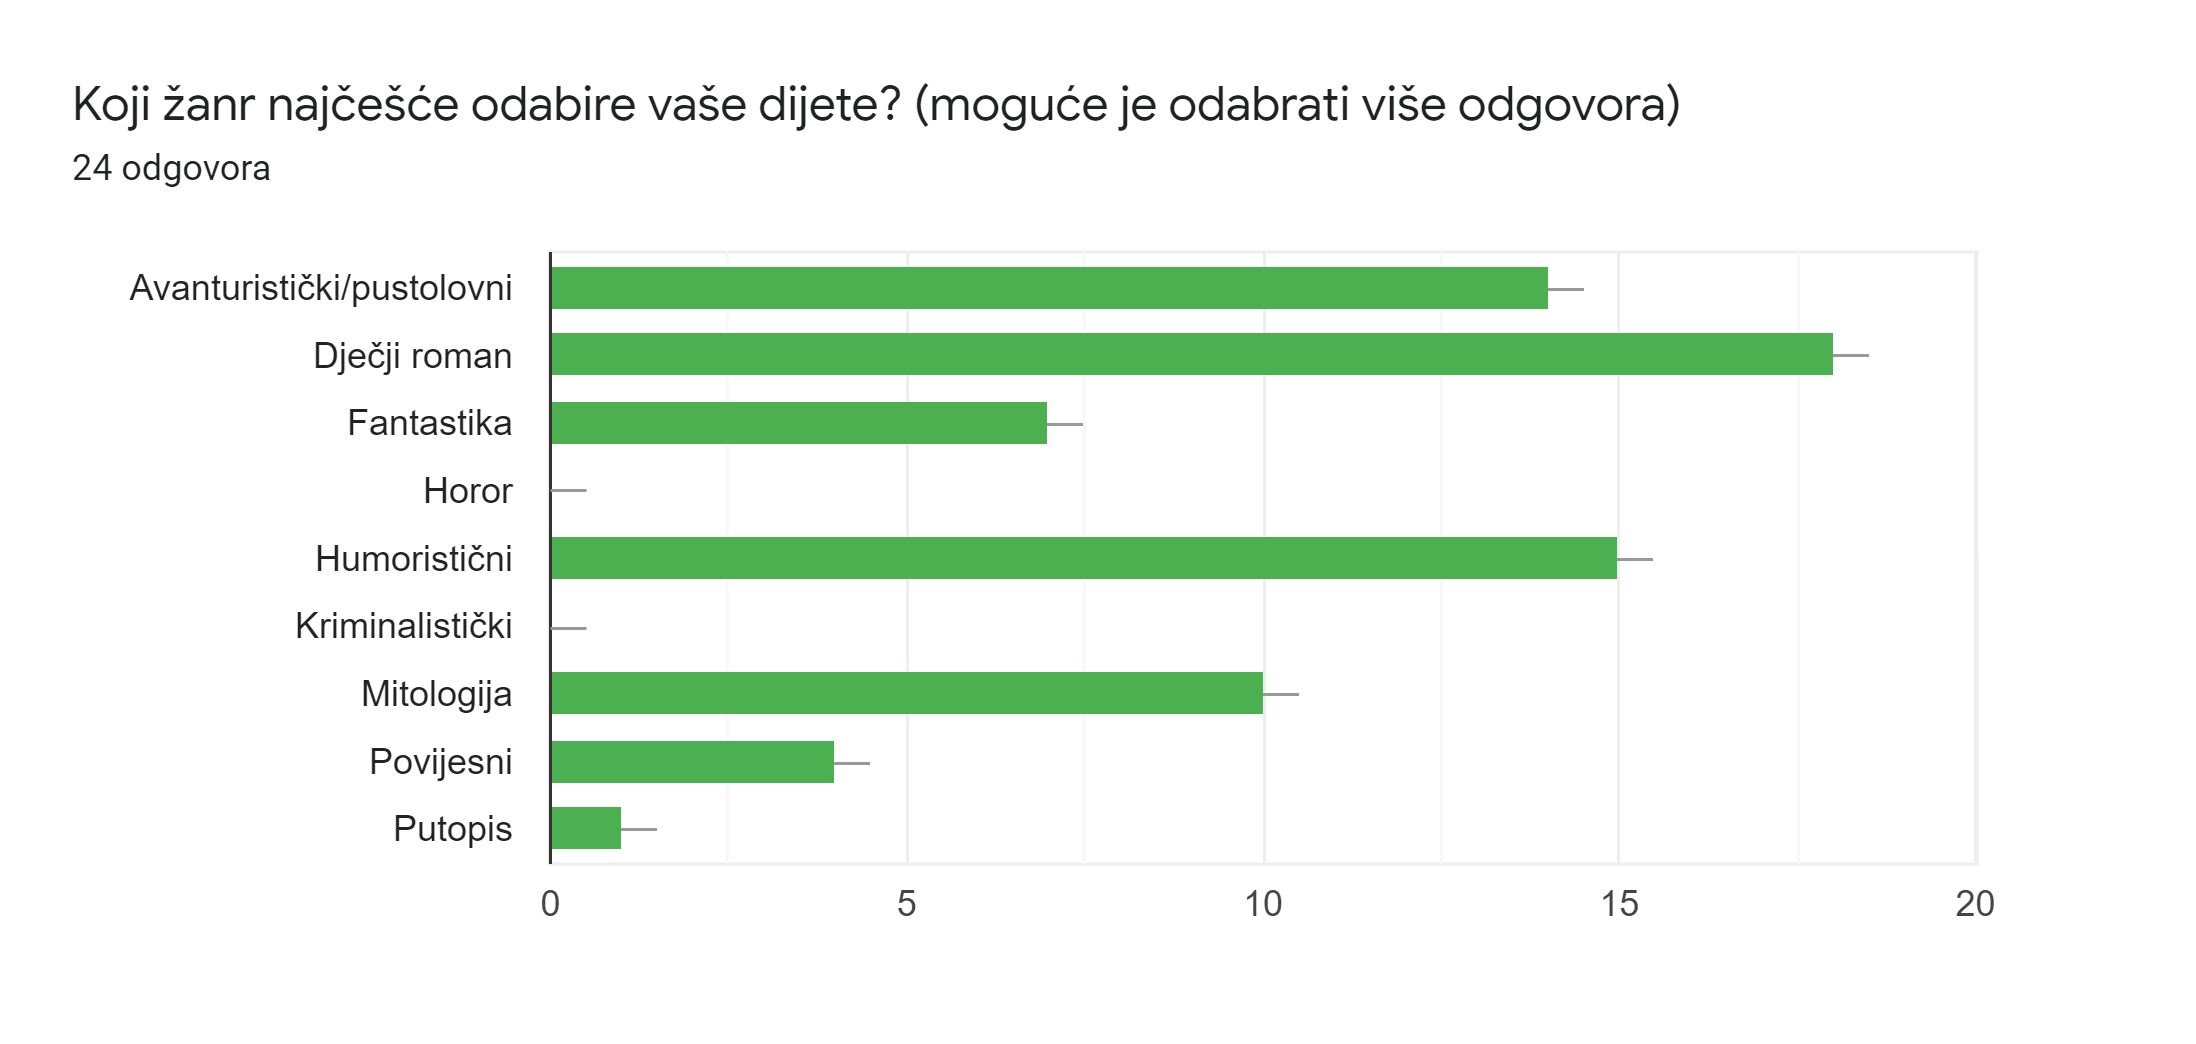 Koji žanr najčešće odabire vaše dijete? (moguće je odabrati više odgovora)
24 odgovora
Avanturistički/pustolovni
Dječji roman
Fantastika
Horor
Humoristični
Kriminalistički
Mitologija
Povijesni
Putopis
0 5 10 15 20